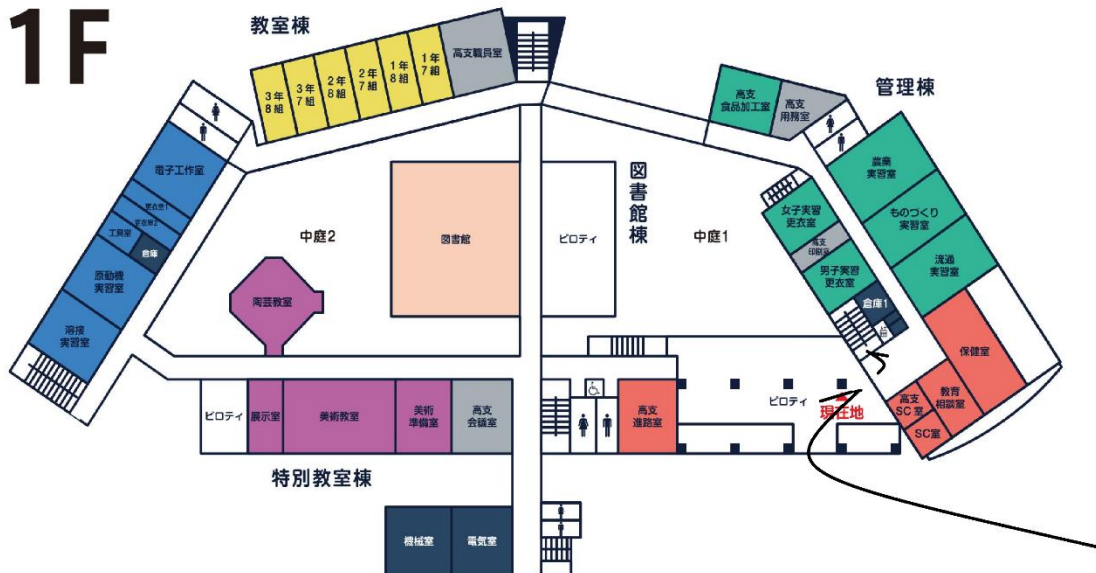 1F
教室棟
3年
8組
3年
7組
2年
8組
2年
7組
1年
8組
1年
7組
高支職員室
高支
食品加工室
高支
用務室
管理棟
農業
実習室
ものづくり
実習室
流通
実習室
女子実習
更衣室
高支
印刷室
男子実習
更衣室
倉庫1
保健室
教育
相談室
高支
SC室
SC室
電子工作室
更衣室1
更衣室2
工具室
倉庫
原動機
実習室
溶接
実習室
中庭2
図書館
ピロティ
図書館棟
中庭1
陶芸教室
ピロティ
展示室
美術教室
美術
準備室
高支
会議室
高支
進路室
ピロティ
現在地
特別教室棟
機械室
電気室